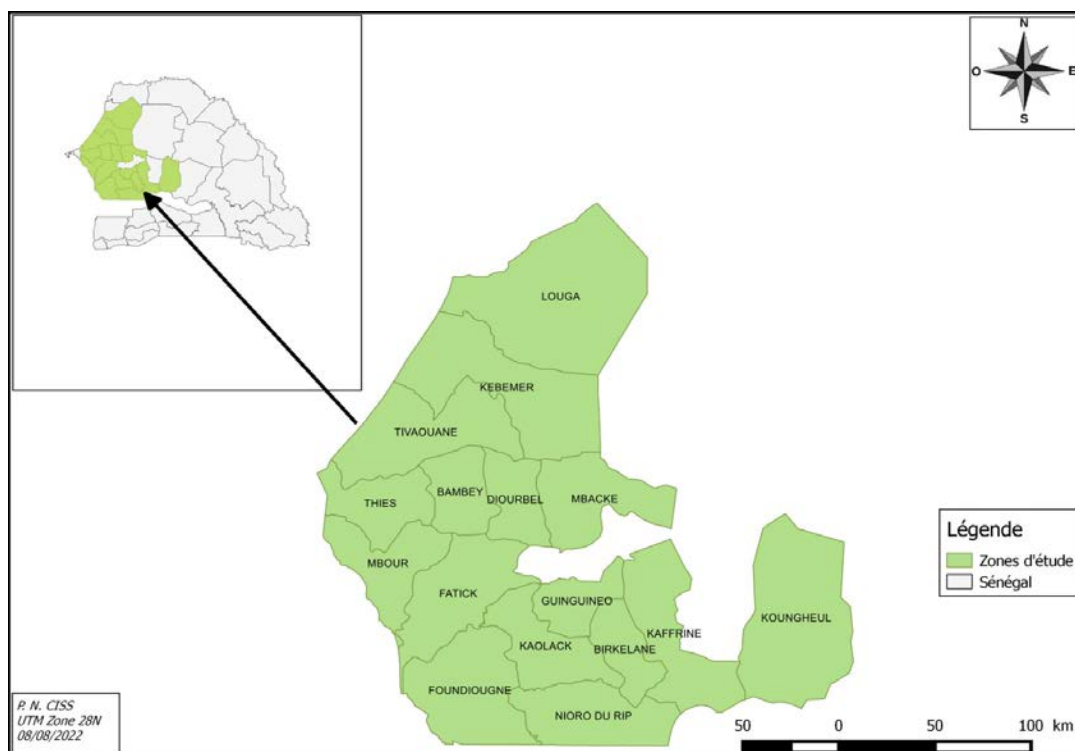 N
O E
S
LOUGA
KEBEMER
TIVAOUANE
BAMBEY
DIOURBEL
MBACKE
THIES
MBOUR
FATICK
GUINGUINEO
KOUNGHEUL
KAFFRINE
KAOLACK
BIRKELANE
FOUNDIOUGNE
NIORO DU RIP
Légende
Zones d'étude
Sénégal
P. N. CISS
UTM Zone 28N
08/08/2022
50 0 50 100 km